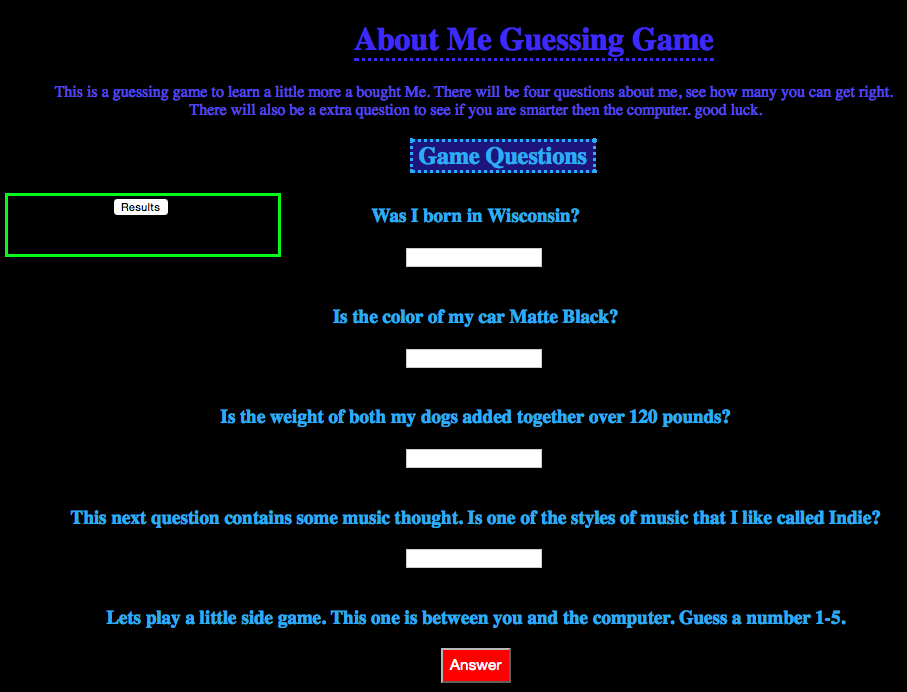 About Me Guessing Game
This is a guessing game to learn a little more a bought Me. There will be four questions about me, see how many you can get right.
There will also be a extra question to see if you are smarter then the computer. good luck.
Game Questions
Results
Was I born in Wisconsin?
Is the color of my car Matte Black?
Is the weight of both my dogs added together over 120 pounds?
This next question contains some music thought. Is one of the styles of music that I like called Indie?
Lets play a little side game. This one is between you and the computer. Guess a number 1-5.
Answer